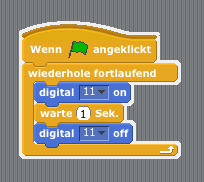 Wenn angeklickt
wiederhole fortlaufend
digital 11 on
warte 1 Sek.
digital 11 off